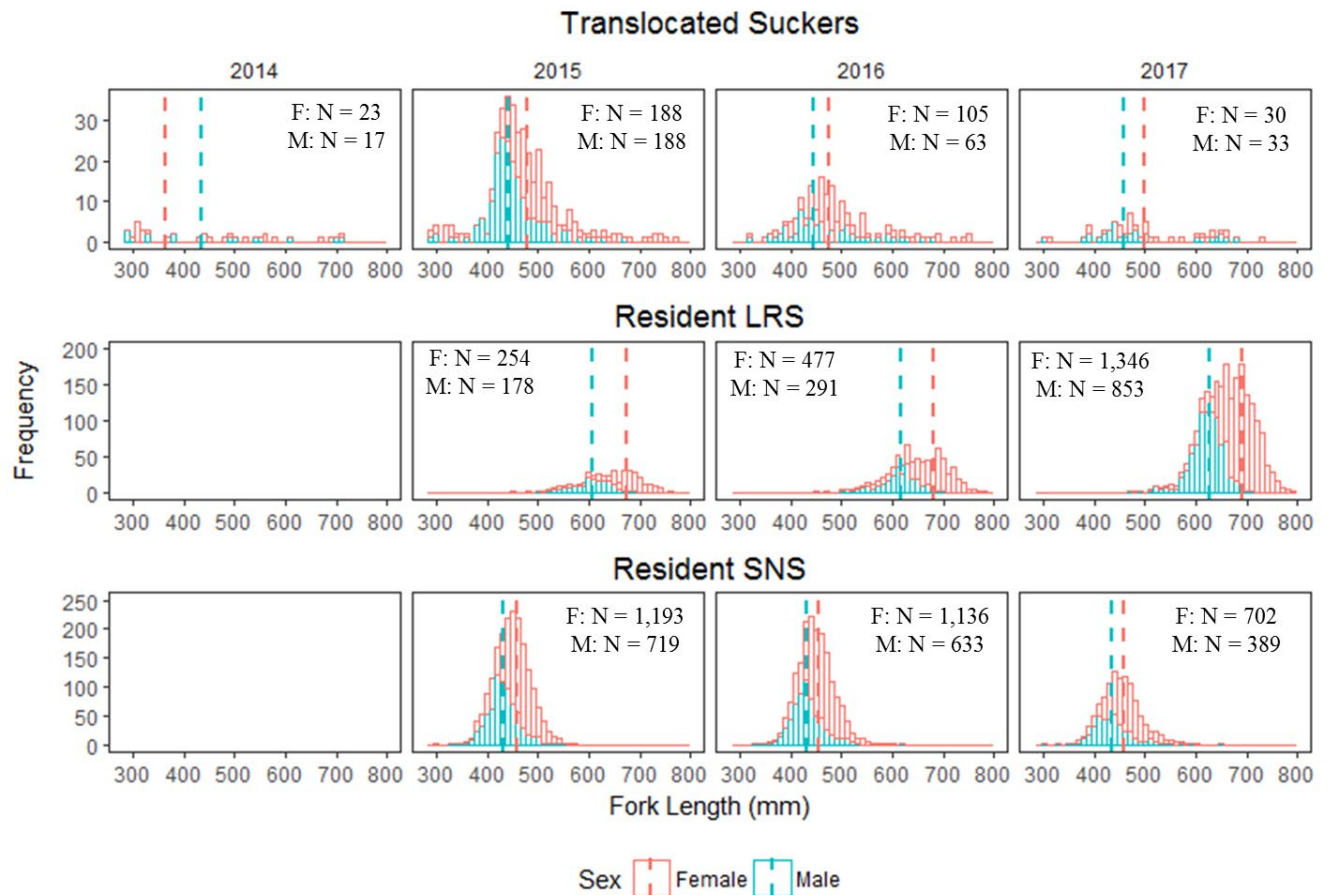 Translocated Suckers
2014 2015 2016 2017
F: N = 23
M: N = 17
F: N = 188
M: N = 188
F: N = 105
M: N = 63
F: N = 30
M: N = 33
30
20
10
0
300 400 500 600 700 800 300 400 500 600 700 800 300 400 500 600 700 800 300 400 500 600 700 800
Resident LRS
F: N = 254
M: N = 178
F: N = 477
M: N = 291
F: N = 1,346
M: N = 853
200
150
100
50
0
300 400 500 600 700 800 300 400 500 600 700 800 300 400 500 600 700 800 300 400 500 600 700 800
Frequency
Resident SNS
F: N = 1,193
M: N = 719
F: N = 1,136
M: N = 633
F: N = 702
M: N = 389
250
200
150
100
50
0
300 400 500 600 700 800 300 400 500 600 700 800 300 400 500 600 700 800 300 400 500 600 700 800
Fork Length (mm)
Sex Female Male